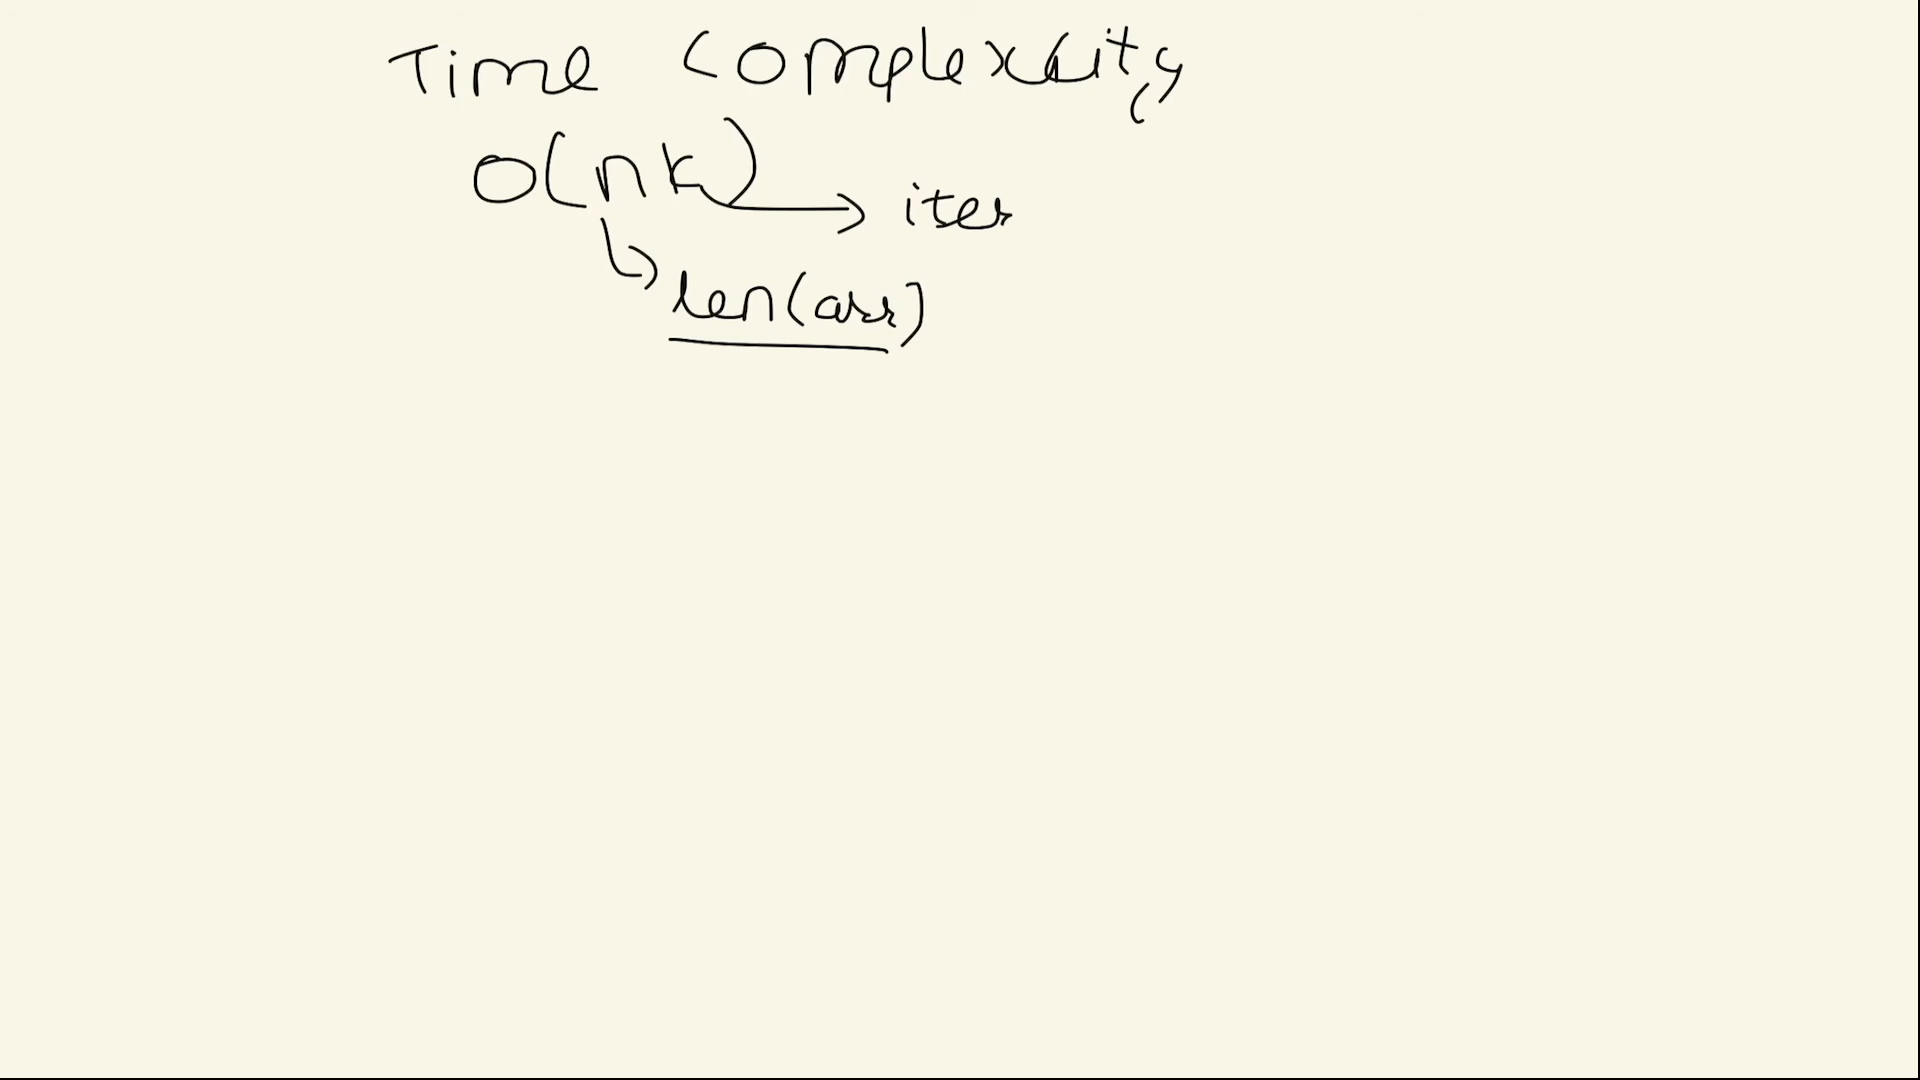 Time complexity
O(nk) → iter
↳ len(arr)